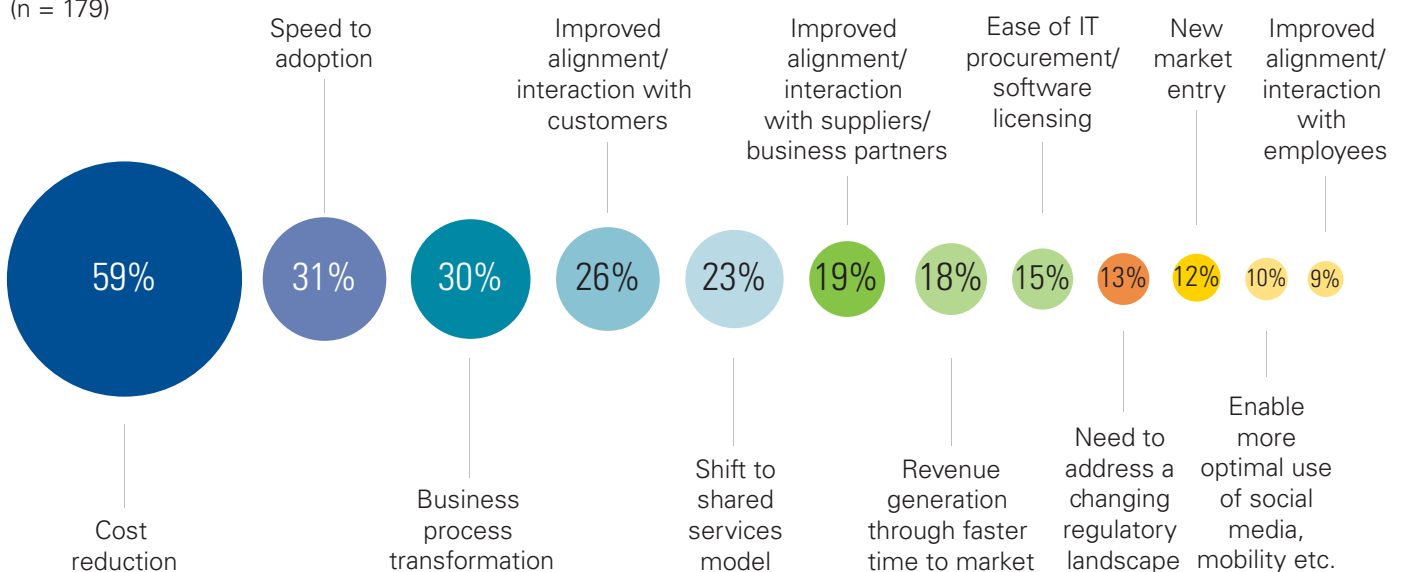 (n = 179)
Speed to
adoption
Improved
alignment/
interaction with
customers
Improved
alignment/
interaction
with suppliers/
business partners
Ease of IT
procurement/
software
licensing
New
market
entry
Improved
alignment/
interaction
with
employees
59%
31%
30%
26%
23%
19%
18%
15%
13%
12%
10%
9%
Cost
reduction
Business
process
transformation
Shift to
shared
services
model
Revenue
generation
through faster
time to market
Need to
address a
changing
regulatory
landscape
Enable
more
optimal use
of social
media,
mobility etc.